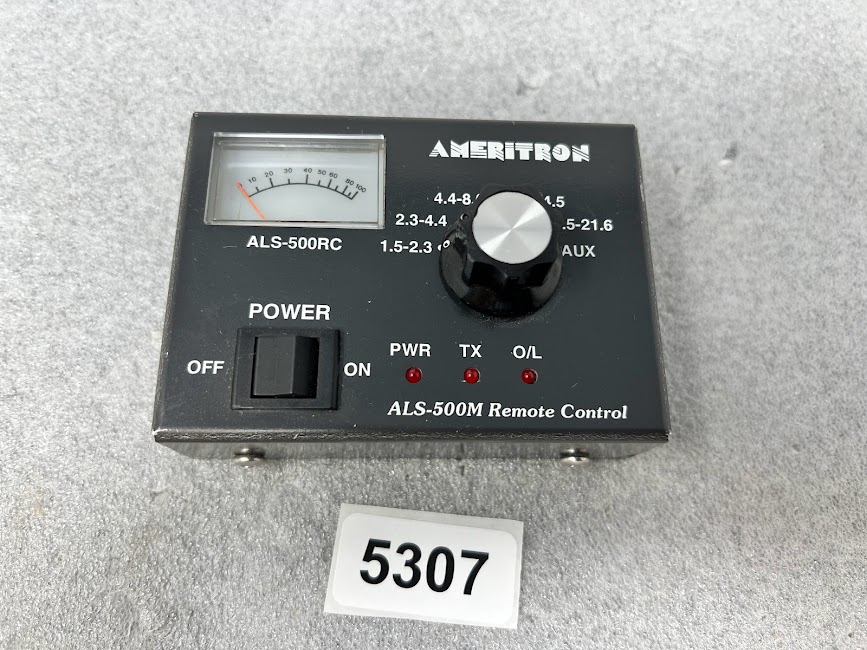 AMERITRON
0 10 20 30 40 50 60 80 100
ALS-500RC
4.4-8. 4.5
2.3-4.4 .5-21.6
1.5-2.3 AUX
POWER
OFF ON
PWR TX O/L
ALS-500M Remote Control
5307